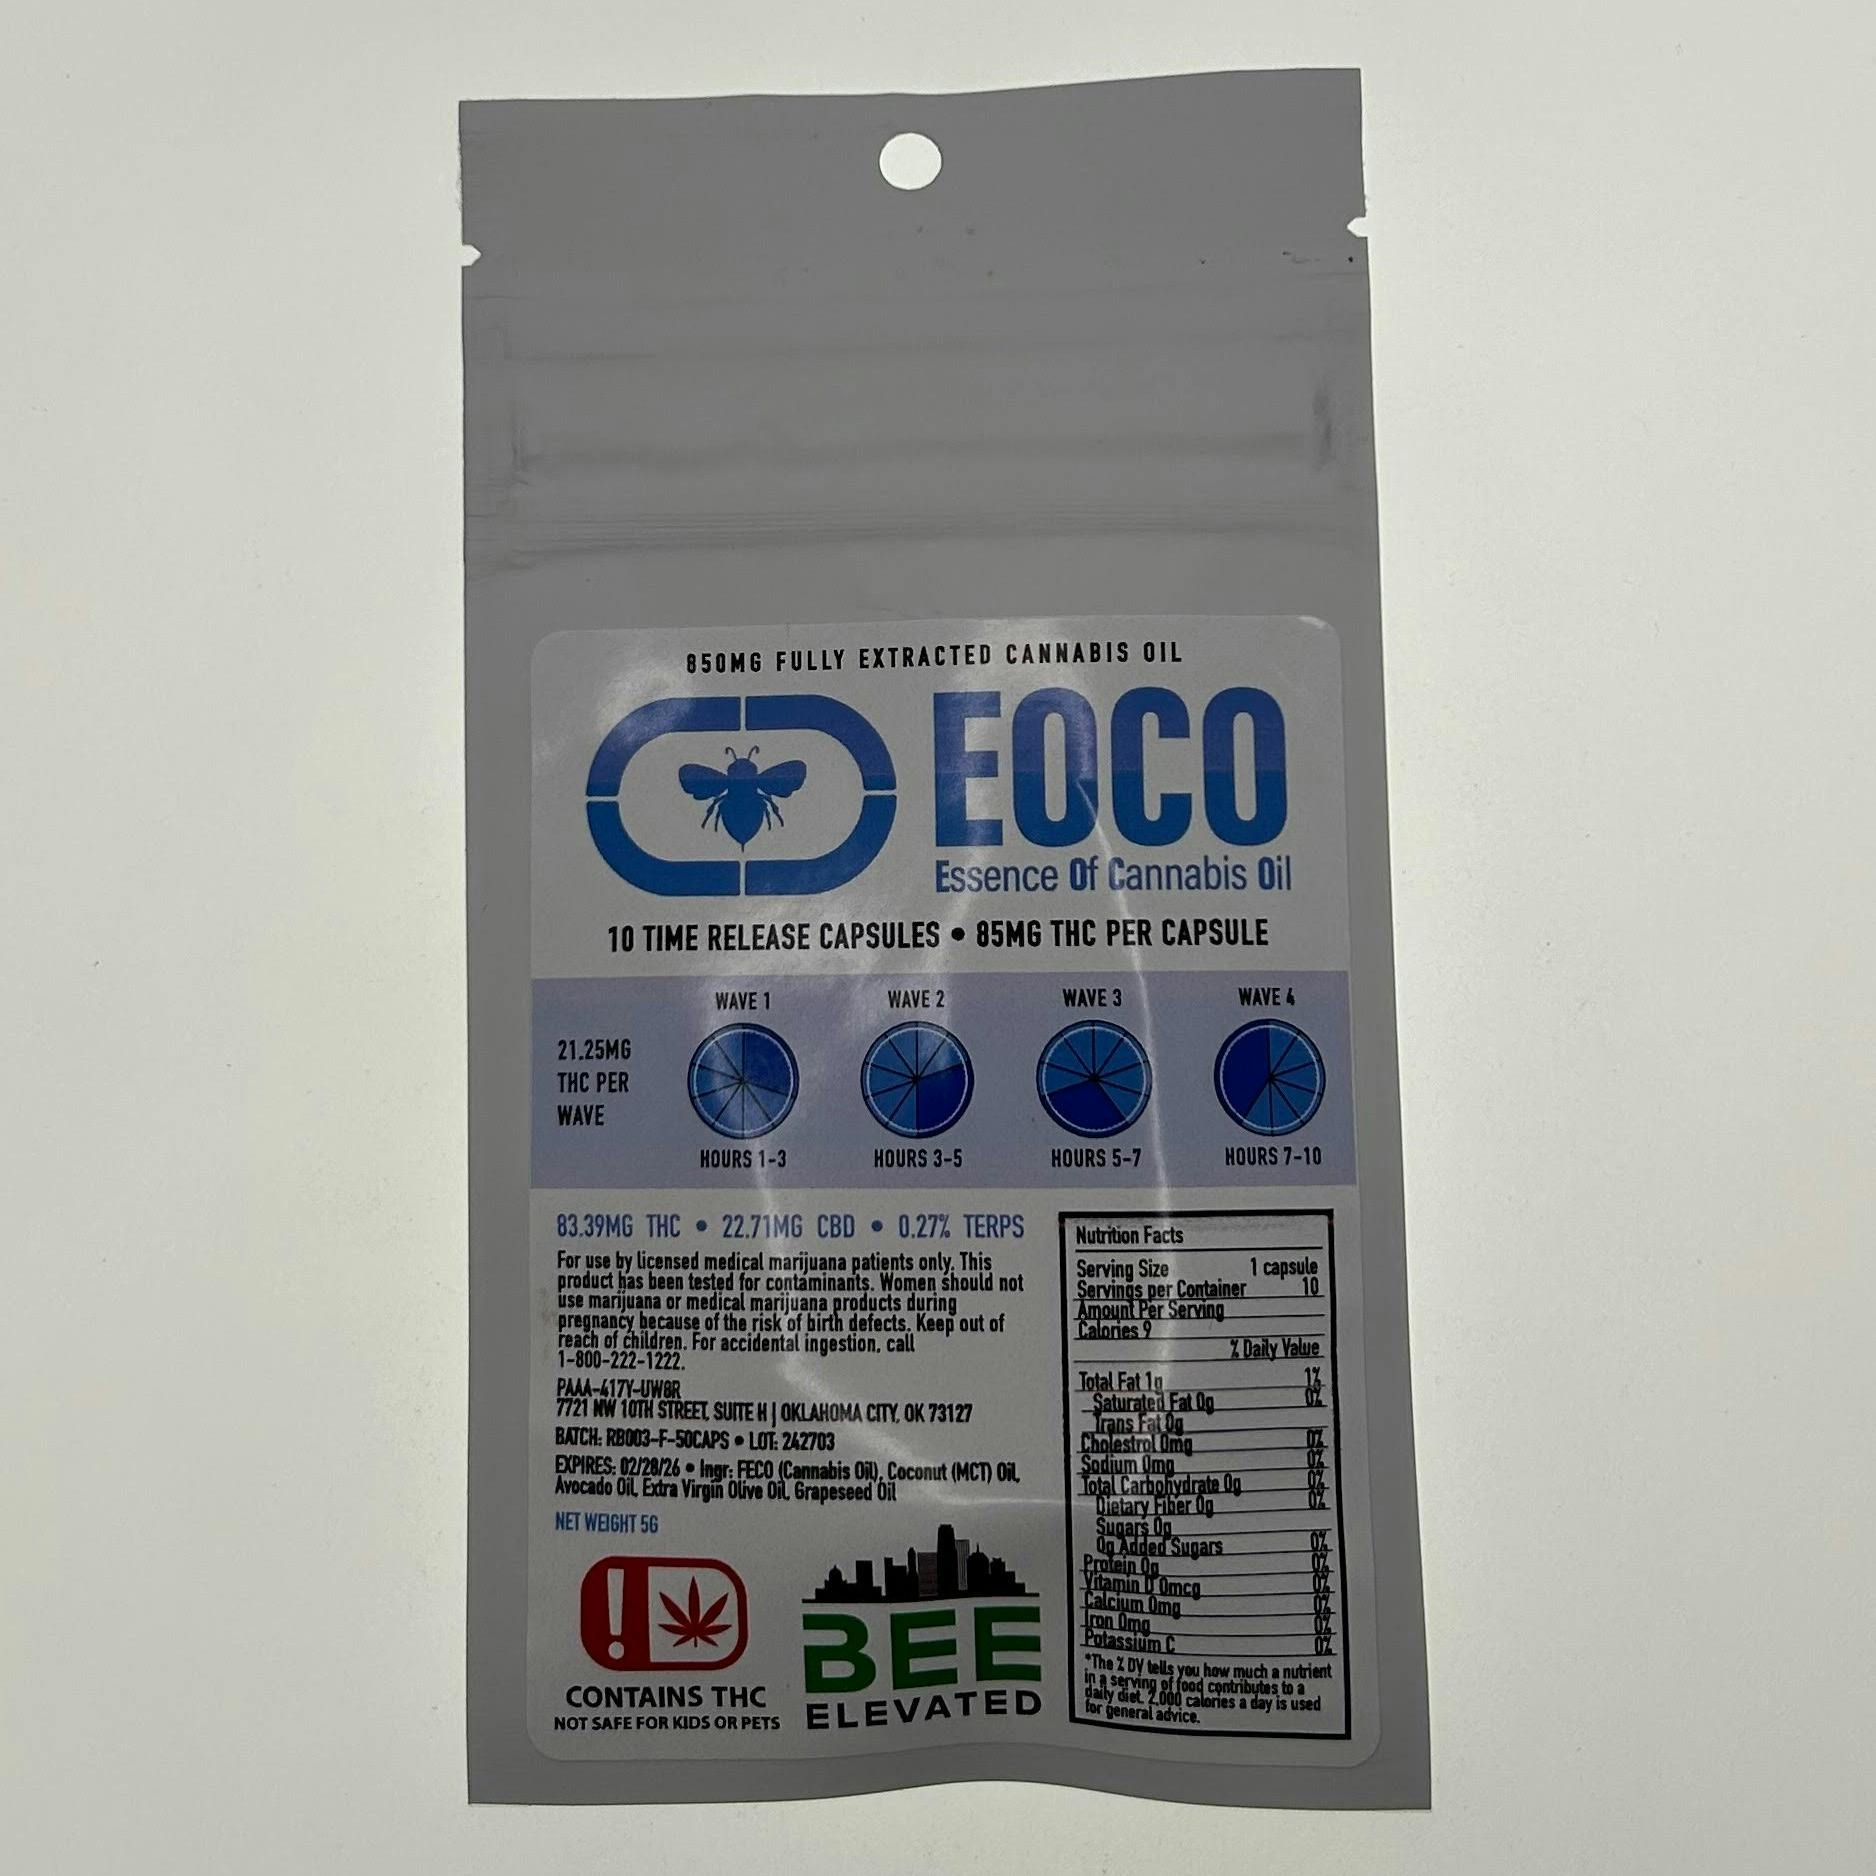 850MG FULLY EXTRACTED CANNABIS OIL
EOCO
Essence Of Cannabis Oil
10 TIME RELEASE CAPSULES • 85MG THC PER CAPSULE
21.25MG
THC PER
WAVE
WAVE 1
HOURS 1-3
WAVE 2
HOURS 3-5
WAVE 3
HOURS 5-7
WAVE 4
HOURS 7-10
83.39MG THC • 22.71MG CBD • 0.27% TERPS
For use by licensed medical marijuana patients only. This
product has been tested for contaminants. Women should not
use marijuana or medical marijuana products during
pregnancy because of the risk of birth defects. Keep out of
reach of children. For accidental ingestion, call
1-800-222-1222.
PAAA-417Y-UW8R
7721 NW 10TH STREET, SUITE H | OKLAHOMA CITY, OK 73127
BATCH: RB003-F-50CAPS • LOT: 242703
EXPIRES: 02/28/26 • Ingr: FECO (Cannabis Oil), Coconut (MCT) Oil,
Avocado Oil, Extra Virgin Olive Oil, Grapeseed Oil
NET WEIGHT 5G
CONTAINS THC
NOT SAFE FOR KIDS OR PETS
BEE
ELEVATED
Nutrition Facts
Serving Size 1 capsule
Servings per Container 10
Amount Per Serving
Calories 9
% Daily Value
Total Fat 1g 1%
Saturated Fat 0g 0%
Trans Fat 0g
Cholestrol 0mg 0%
Sodium 0mg 0%
Total Carbohydrate 0g 0%
Dietary Fiber 0g 0%
Sugars 0g
0g Added Sugars 0%
Protein 0g 0%
Vitamin D 0mcg 0%
Calcium 0mg 0%
Iron 0mg 0%
Potassium C 0%
*The % DV tells you how much a nutrient
in a serving of food contributes to a
daily diet. 2,000 calories a day is used
for general advice.